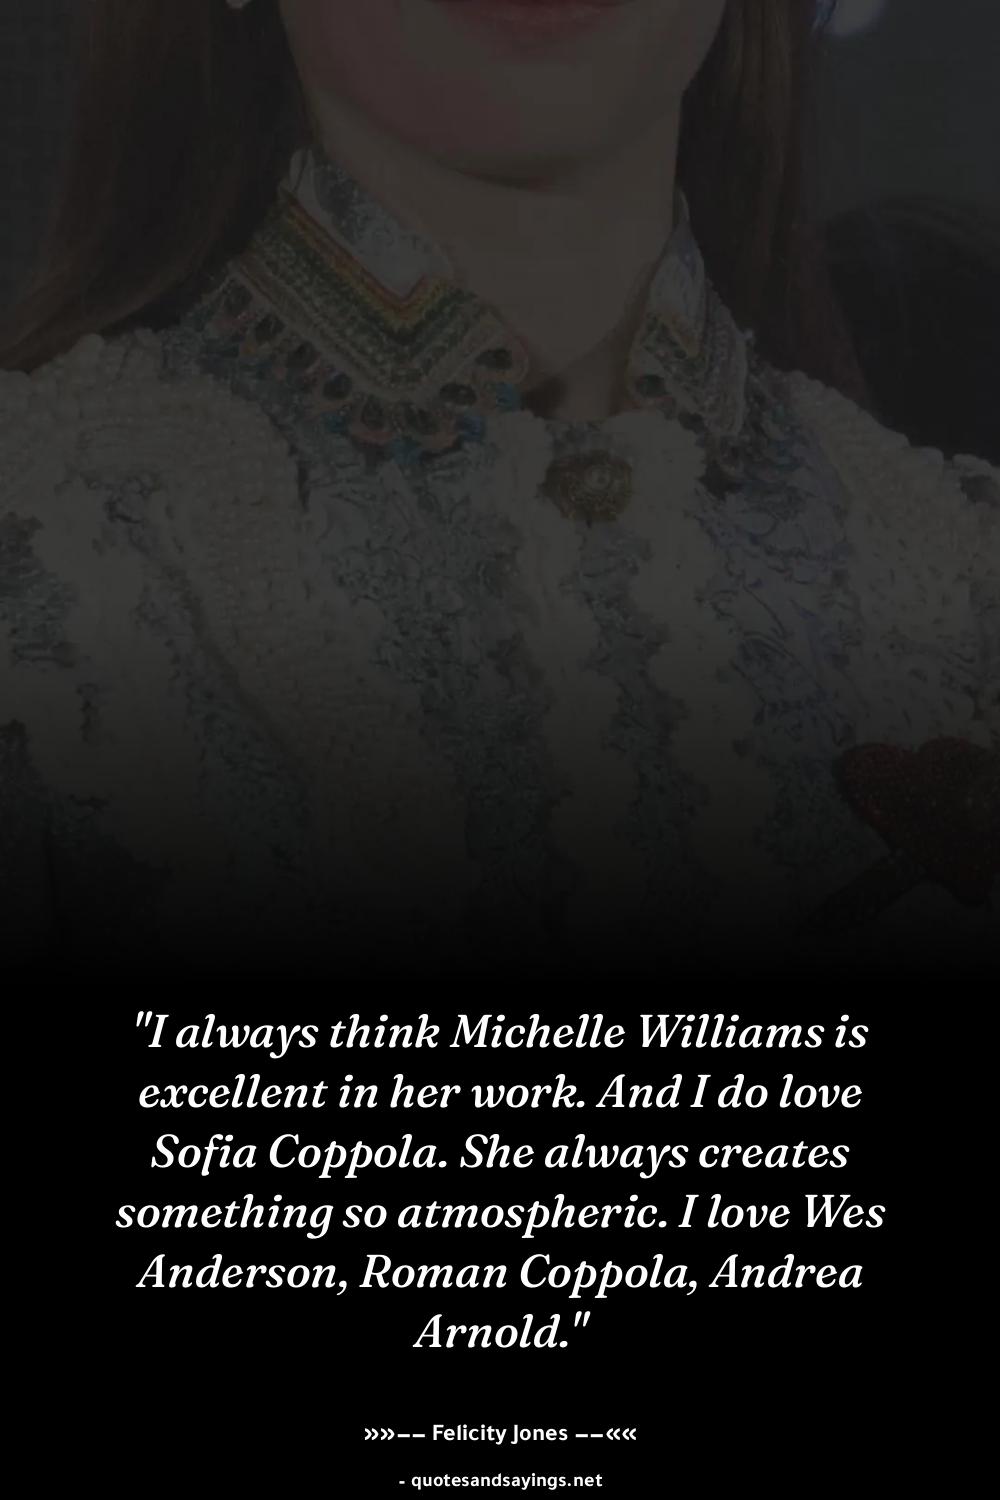 "I always think Michelle Williams is
excellent in her work. And I do love
Sofia Coppola. She always creates
something so atmospheric. I love Wes
Anderson, Roman Coppola, Andrea
Arnold."
»»−− Felicity Jones −−««
- quotesandsayings.net